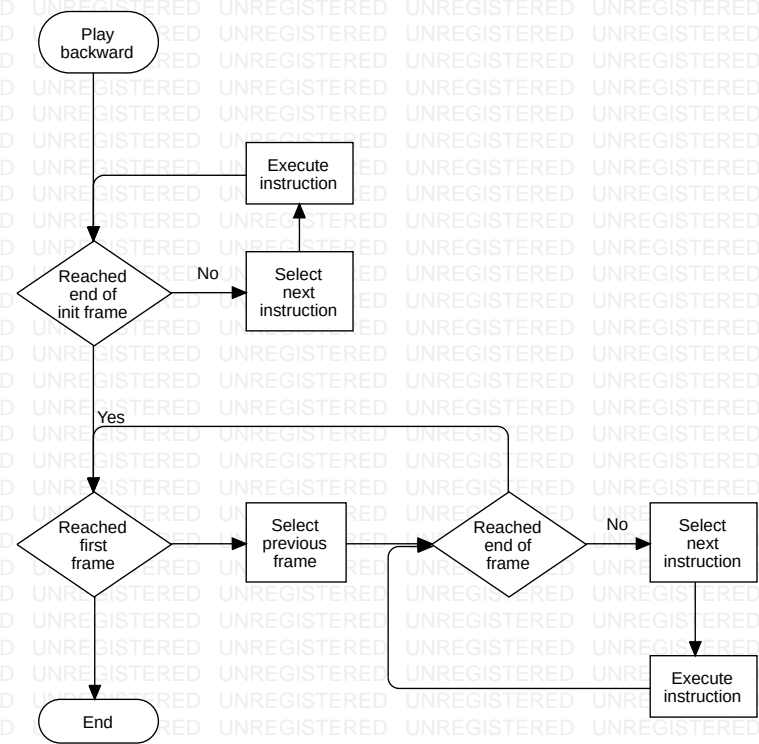 Play
backward
Execute
instruction
Reached
end of
init frame
No
Select
next
instruction
Yes
Reached
first
frame
Select
previous
frame
Reached
end of
frame
No
Select
next
instruction
Execute
instruction
End
UNREGISTERED